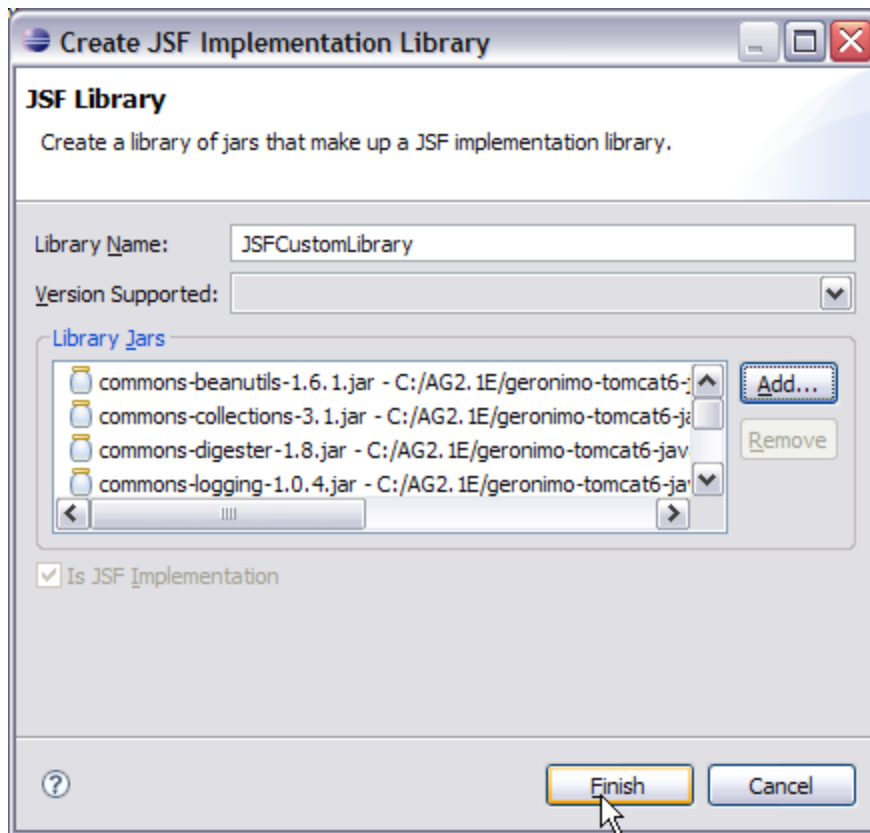 Create JSF Implementation Library
JSF Library
Create a library of jars that make up a JSF implementation library.
Library Name: JSFCustomLibrary
Version Supported:
Library Jars
commons-beanutils-1.6.1.jar - C:/AG2.1E/geronimo-tomcat6-j
commons-collections-3.1.jar - C:/AG2.1E/geronimo-tomcat6-ja
commons-digester-1.8.jar - C:/AG2.1E/geronimo-tomcat6-jav
commons-logging-1.0.4.jar - C:/AG2.1E/geronimo-tomcat6-jav
Add...
Remove
Is JSF Implementation
? Finish Cancel